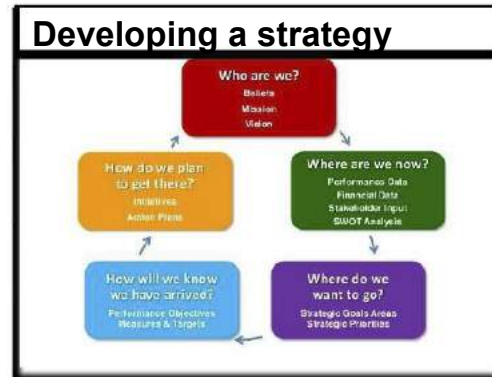 Developing a strategy
Who are we?
Beliefs
Mission
Vision
Where are we now?
Performance Data
Financial Data
Stakeholder Input
SWOT Analysis
Where do we
want to go?
Strategic Goals Areas
Strategic Priorities
How will we know
we have arrived?
Performance Objectives
Measures & Targets
How do we plan
to get there?
Initiatives
Action Plans